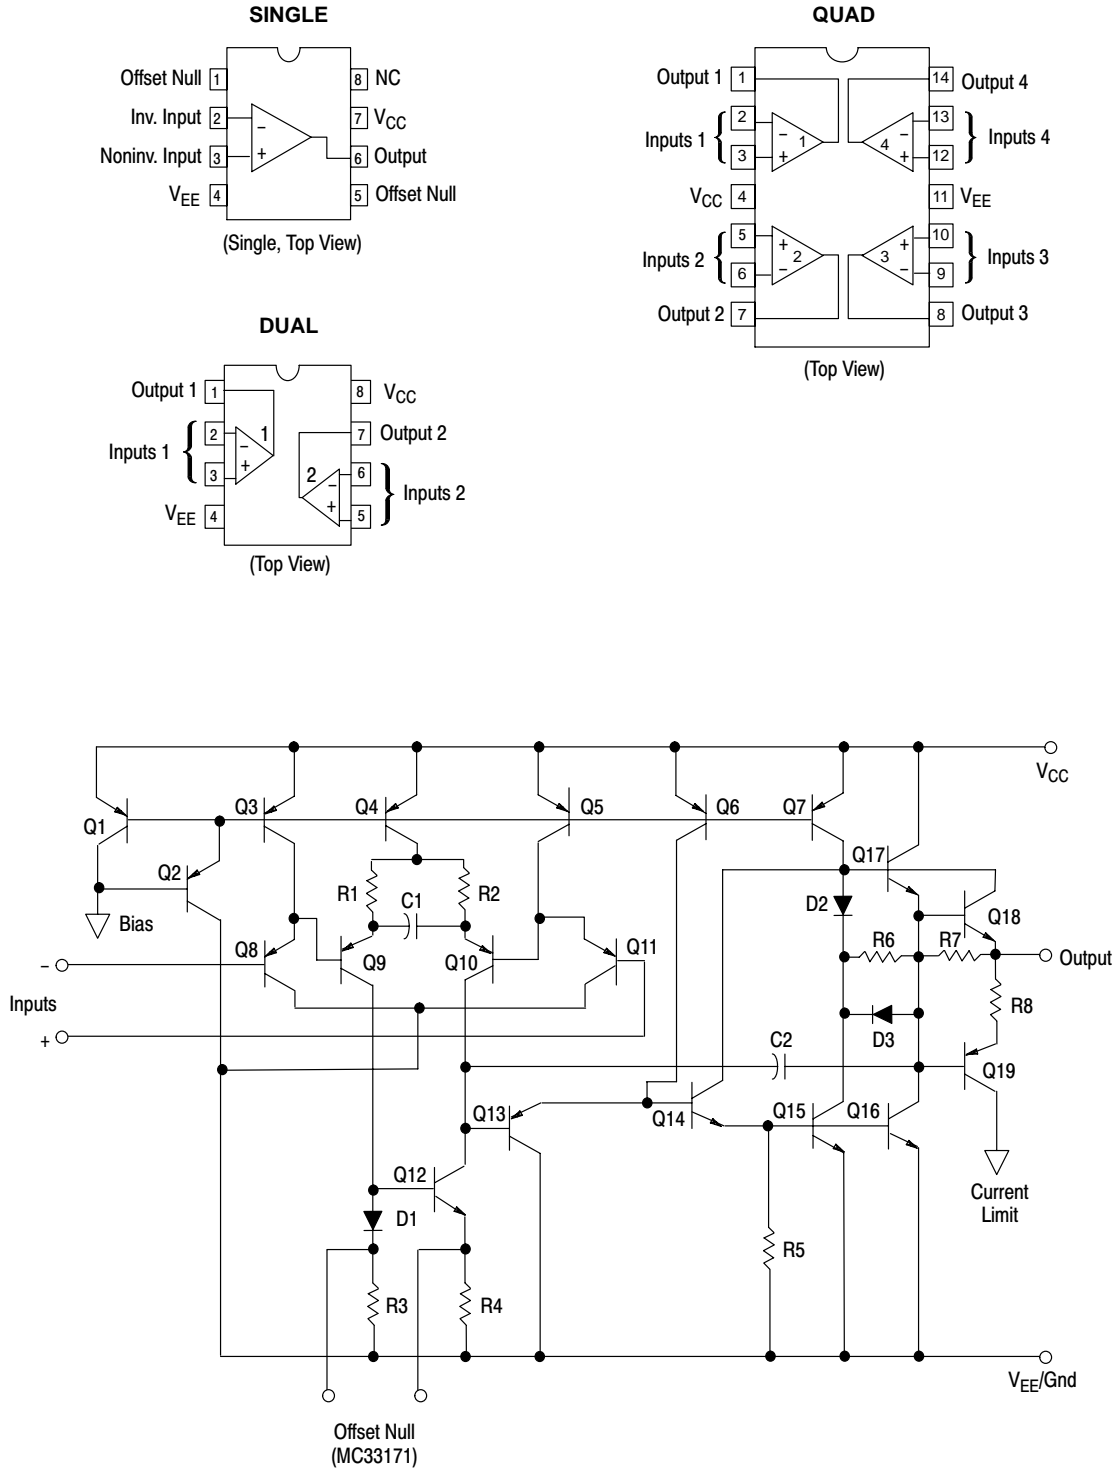 SINGLE
Offset Null 1
8 NC
Inv. Input 2
7 VCC
Noninv. Input 3
6 Output
VEE 4
5 Offset Null
−
+
(Single, Top View)
DUAL
Output 1 1
8 VCC
Inputs 1
2
3
7 Output 2
6
5
Inputs 2
VEE 4
− 1
+
2 −
+
(Top View)
QUAD
Output 1 1
14 Output 4
Inputs 1
2
3
13
12
Inputs 4
VCC 4
11 VEE
Inputs 2
5
6
10
9
Inputs 3
Output 2 7
8 Output 3
− 1 +
− 4 +
+ 2 −
+ 3 −
(Top View)
VCC
Q1
Q3
Q4
Q5
Q6
Q7
Q2
Bias
R1
C1
R2
Q17
D2
Q18
Q8
Q9
Q10
Q11
R6
R7
Output
−
Inputs
+
R8
C2
D3
Q19
Q13
Q14
Q15
Q16
Q12
D1
Current
Limit
R3
R4
R5
VEE/Gnd
Offset Null
(MC33171)